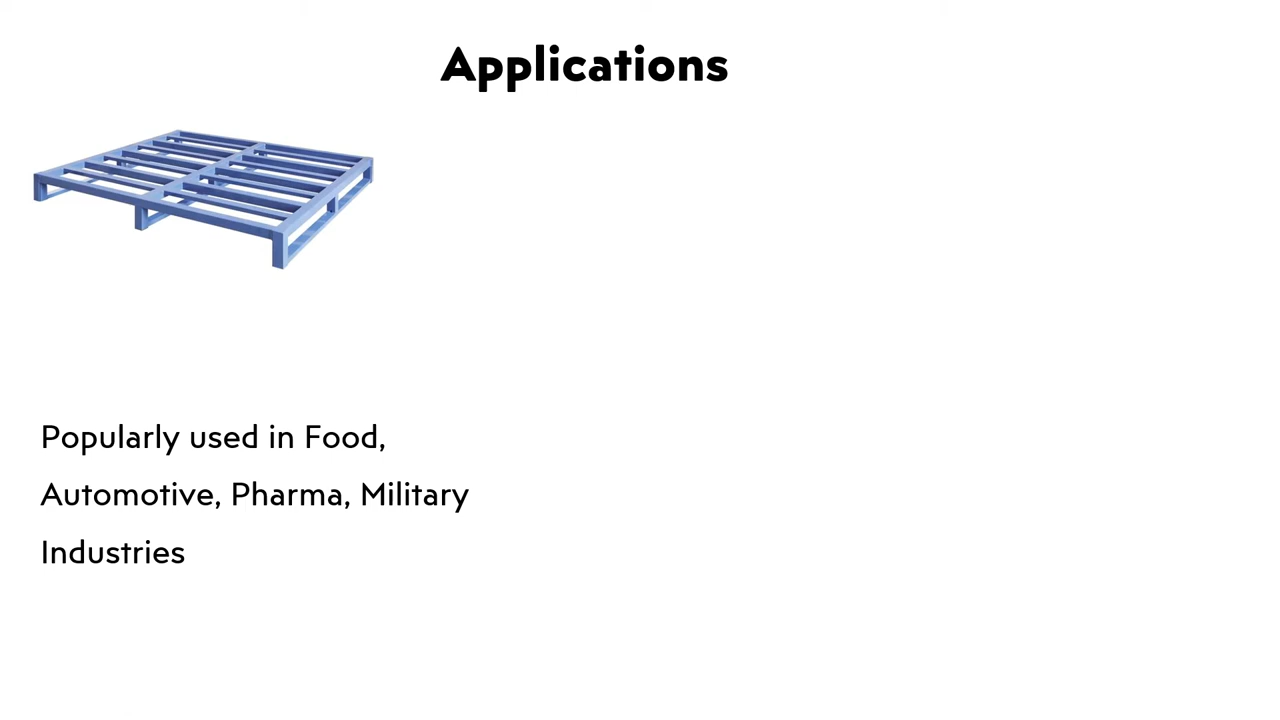 Applications
Popularly used in Food,
Automotive, Pharma, Military
Industries